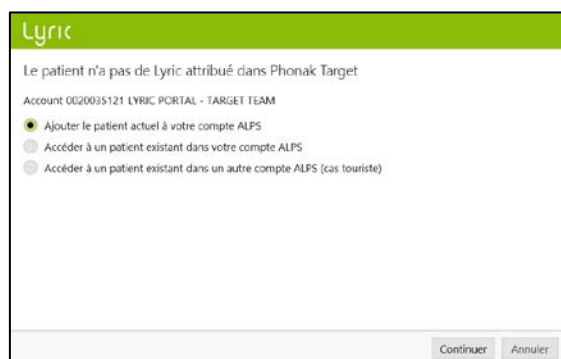 Lyric
Le patient n'a pas de Lyric attribué dans Phonak Target
Account 0020035121 LYRIC PORTAL - TARGET TEAM
Ajouter le patient actuel à votre compte ALPS
Accéder à un patient existant dans votre compte ALPS
Accéder à un patient existant dans un autre compte ALPS (cas touriste)
Continuer Annuler